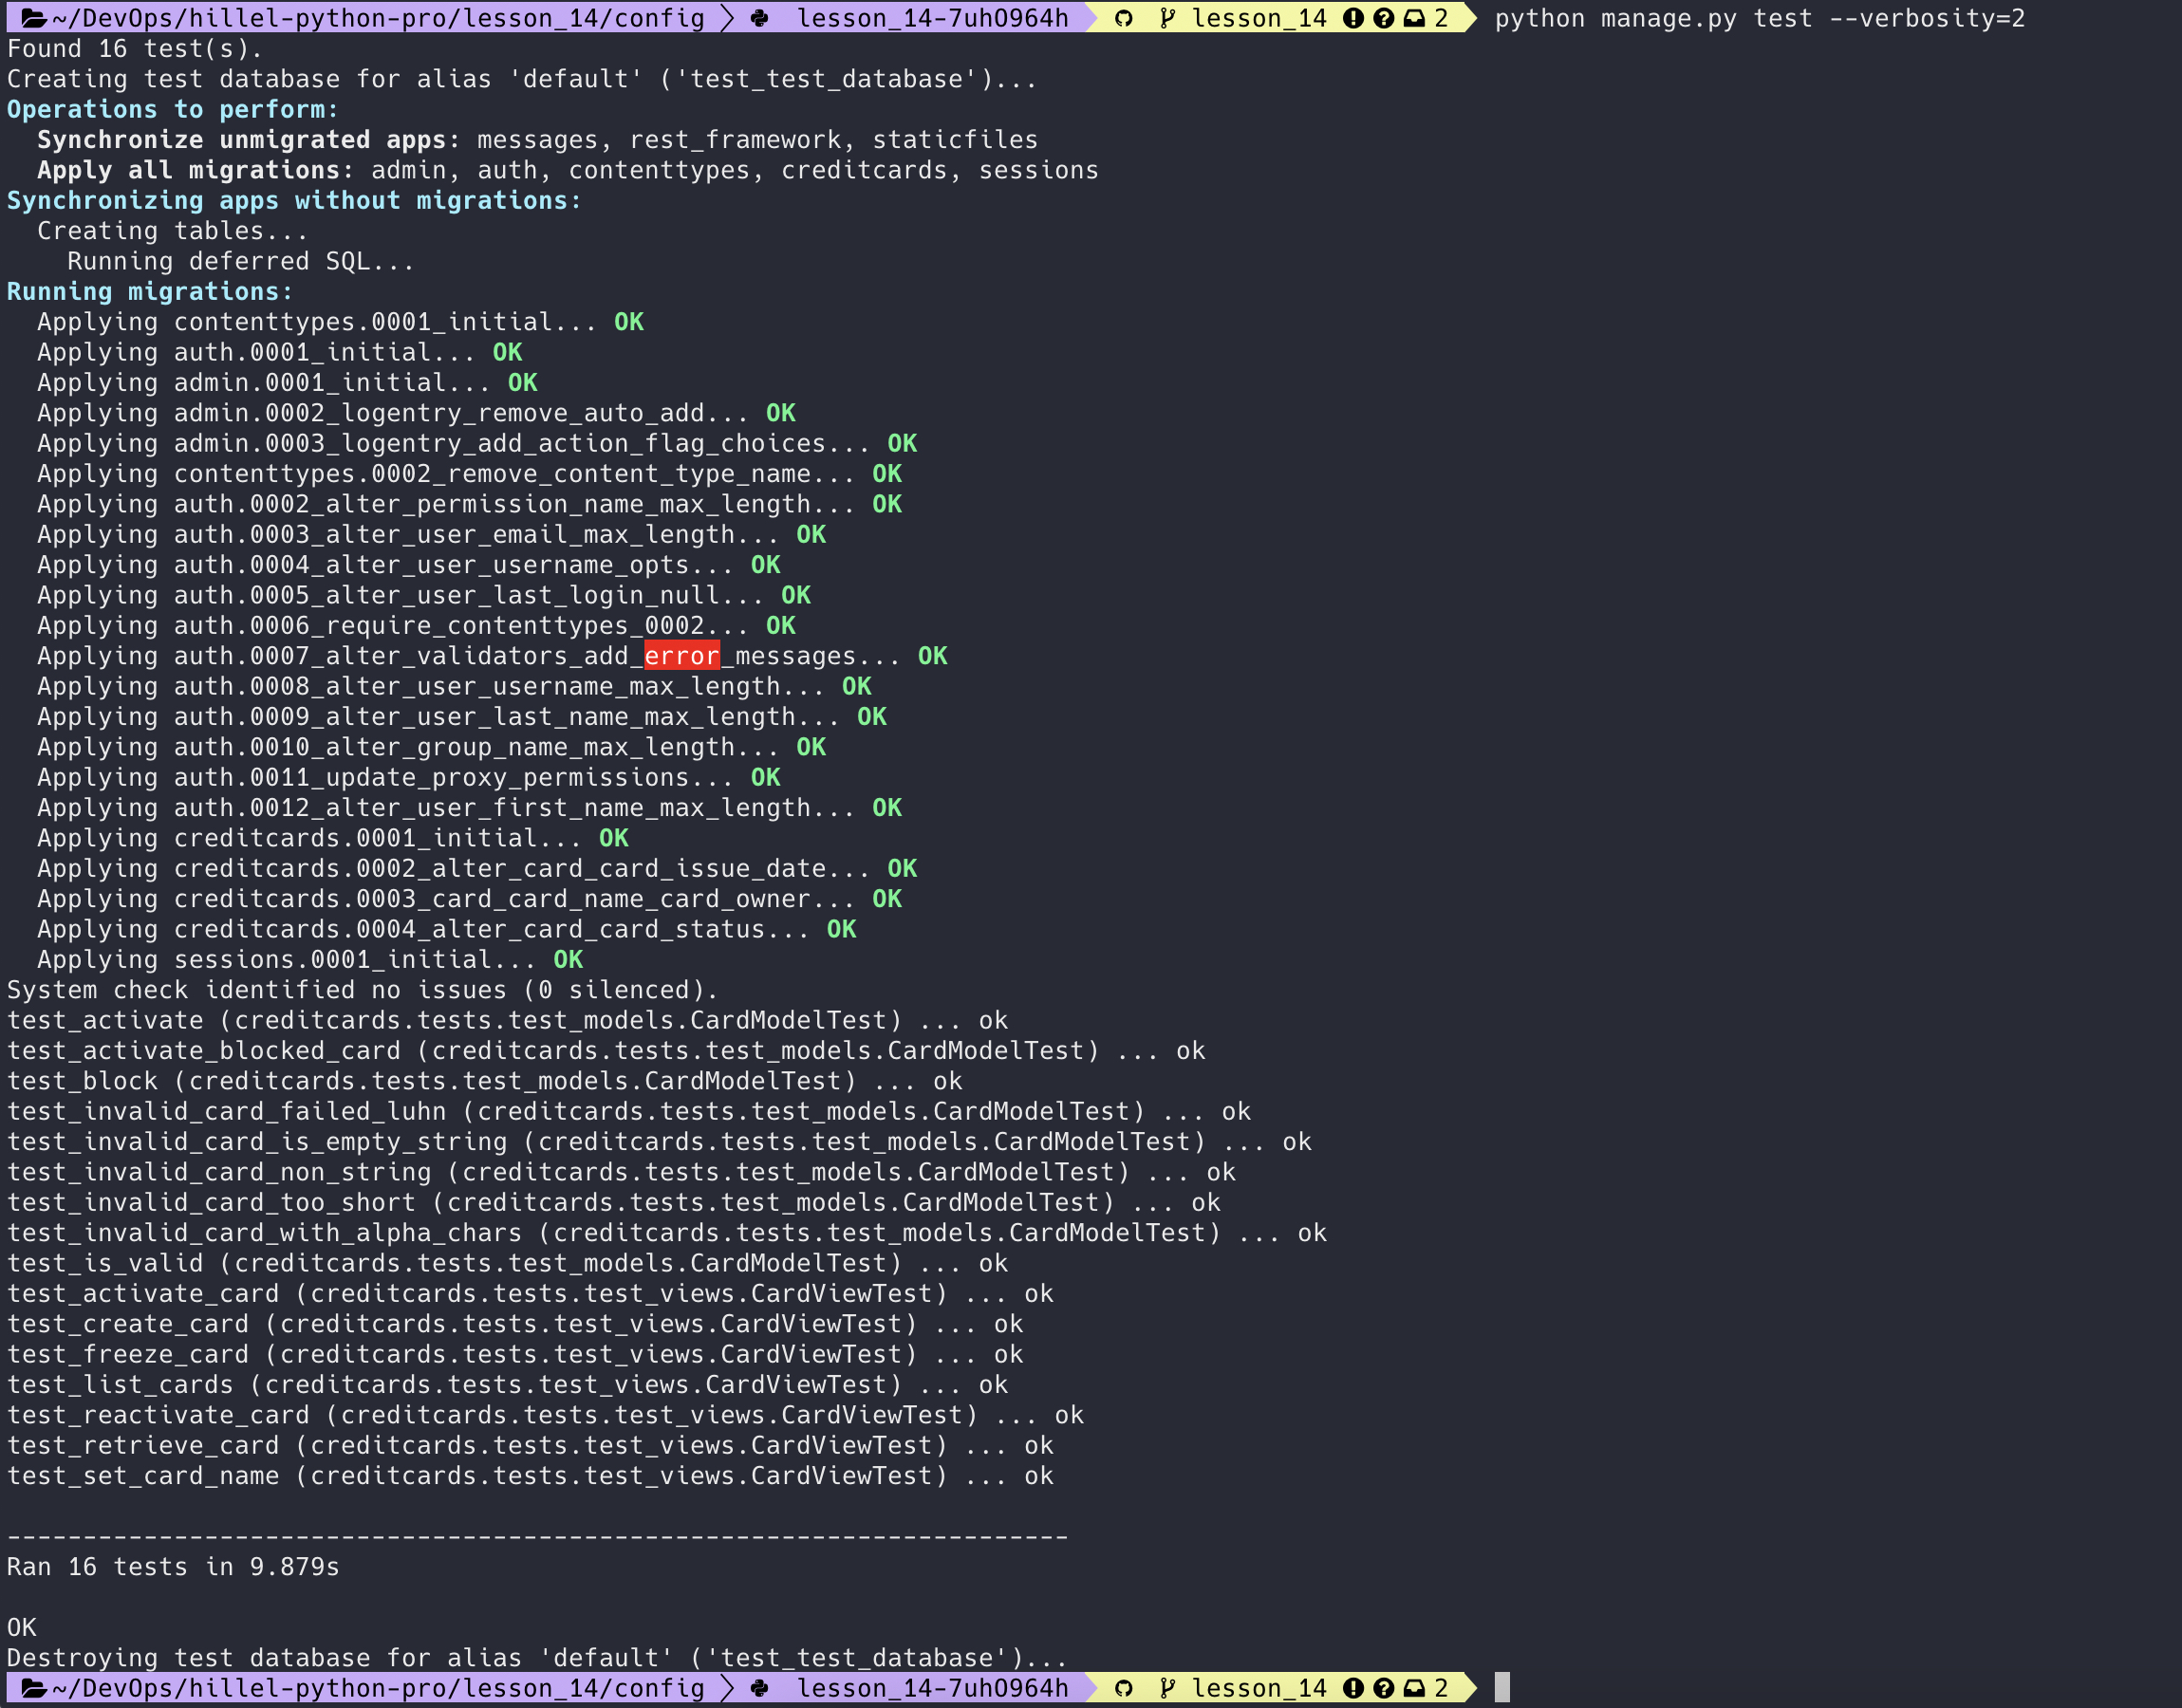 ~/DevOps/hillel-python-pro/lesson_14/config lesson_14-7uhO964h lesson_14 2 python manage.py test --verbosity=2
Found 16 test(s).
Creating test database for alias 'default' ('test_test_database')...
Operations to perform:
  Synchronize unmigrated apps: messages, rest_framework, staticfiles
  Apply all migrations: admin, auth, contenttypes, creditcards, sessions
Synchronizing apps without migrations:
  Creating tables...
    Running deferred SQL...
Running migrations:
  Applying contenttypes.0001_initial... OK
  Applying auth.0001_initial... OK
  Applying admin.0001_initial... OK
  Applying admin.0002_logentry_remove_auto_add... OK
  Applying admin.0003_logentry_add_action_flag_choices... OK
  Applying contenttypes.0002_remove_content_type_name... OK
  Applying auth.0002_alter_permission_name_max_length... OK
  Applying auth.0003_alter_user_email_max_length... OK
  Applying auth.0004_alter_user_username_opts... OK
  Applying auth.0005_alter_user_last_login_null... OK
  Applying auth.0006_require_contenttypes_0002... OK
  Applying auth.0007_alter_validators_add_error_messages... OK
  Applying auth.0008_alter_user_username_max_length... OK
  Applying auth.0009_alter_user_last_name_max_length... OK
  Applying auth.0010_alter_group_name_max_length... OK
  Applying auth.0011_update_proxy_permissions... OK
  Applying auth.0012_alter_user_first_name_max_length... OK
  Applying creditcards.0001_initial... OK
  Applying creditcards.0002_alter_card_card_issue_date... OK
  Applying creditcards.0003_card_card_name_card_owner... OK
  Applying creditcards.0004_alter_card_card_status... OK
  Applying sessions.0001_initial... OK
System check identified no issues (0 silenced).
test_activate (creditcards.tests.test_models.CardModelTest) ... ok
test_activate_blocked_card (creditcards.tests.test_models.CardModelTest) ... ok
test_block (creditcards.tests.test_models.CardModelTest) ... ok
test_invalid_card_failed_luhn (creditcards.tests.test_models.CardModelTest) ... ok
test_invalid_card_is_empty_string (creditcards.tests.test_models.CardModelTest) ... ok
test_invalid_card_non_string (creditcards.tests.test_models.CardModelTest) ... ok
test_invalid_card_too_short (creditcards.tests.test_models.CardModelTest) ... ok
test_invalid_card_with_alpha_chars (creditcards.tests.test_models.CardModelTest) ... ok
test_is_valid (creditcards.tests.test_models.CardModelTest) ... ok
test_activate_card (creditcards.tests.test_views.CardViewTest) ... ok
test_create_card (creditcards.tests.test_views.CardViewTest) ... ok
test_freeze_card (creditcards.tests.test_views.CardViewTest) ... ok
test_list_cards (creditcards.tests.test_views.CardViewTest) ... ok
test_reactivate_card (creditcards.tests.test_views.CardViewTest) ... ok
test_retrieve_card (creditcards.tests.test_views.CardViewTest) ... ok
test_set_card_name (creditcards.tests.test_views.CardViewTest) ... ok
----------------------------------------------------------------------
Ran 16 tests in 9.879s
OK
Destroying test database for alias 'default' ('test_test_database')...
~/DevOps/hillel-python-pro/lesson_14/config lesson_14-7uhO964h lesson_14 2